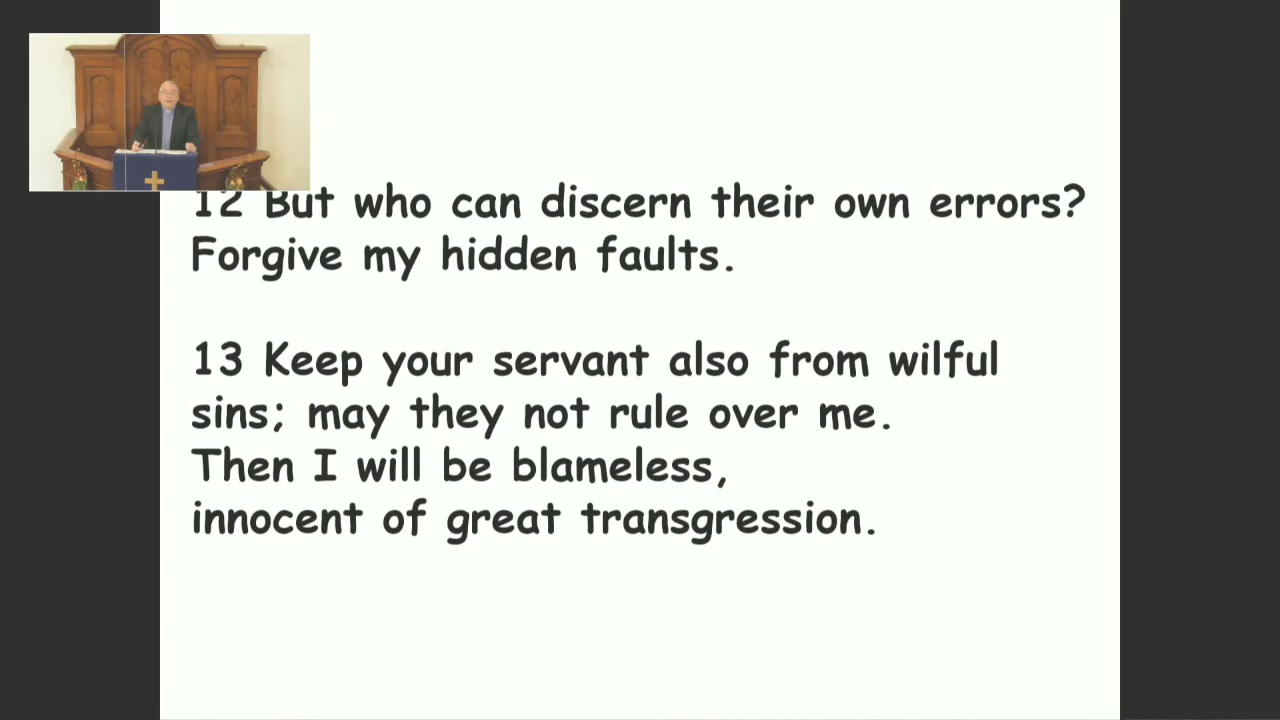 12 But who can discern their own errors?
Forgive my hidden faults.
13 Keep your servant also from wilful
sins; may they not rule over me.
Then I will be blameless,
innocent of great transgression.